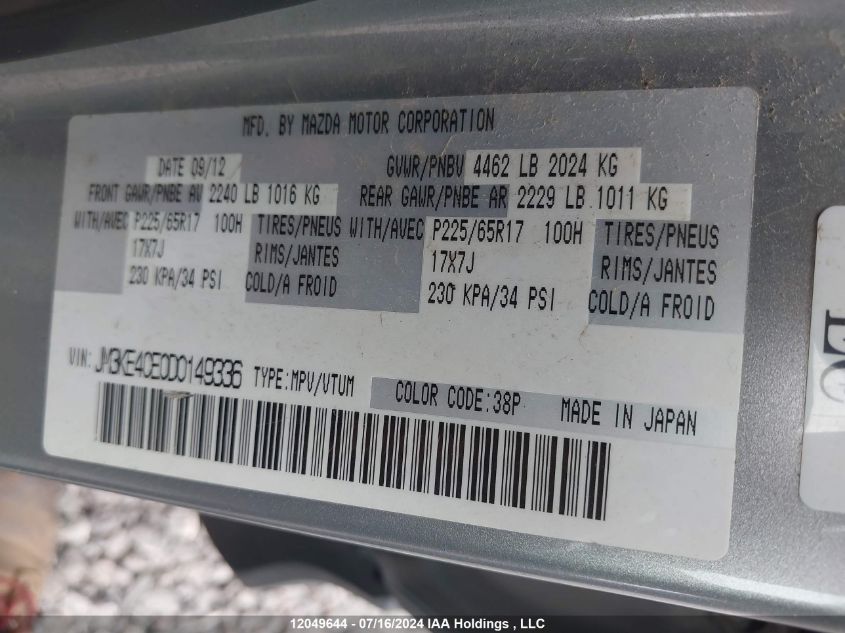 MFD. BY MAZDA MOTOR CORPORATION
DATE 09/12 GVWR/PNBV 4462 LB 2024 KG
FRONT GAWR/PNBE AV 2240 LB 1016 KG REAR GAWR/PNBE AR 2229 LB 1011 KG
WITH/AVEC P225/65R17 100H TIRES/PNEUS WITH/AVEC P225/65R17 100H TIRES/PNEUS
17X7J RIMS/JANTES 17X7J RIMS/JANTES
230 KPA/34 PSI COLD/A FROID 230 KPA/34 PSI COLD/A FROID
VIN: JM3KE4CE0D0149336 TYPE:MPV/VTUM COLOR CODE:38P MADE IN JAPAN
12049644 - 07/16/2024 IAA Holdings , LLC